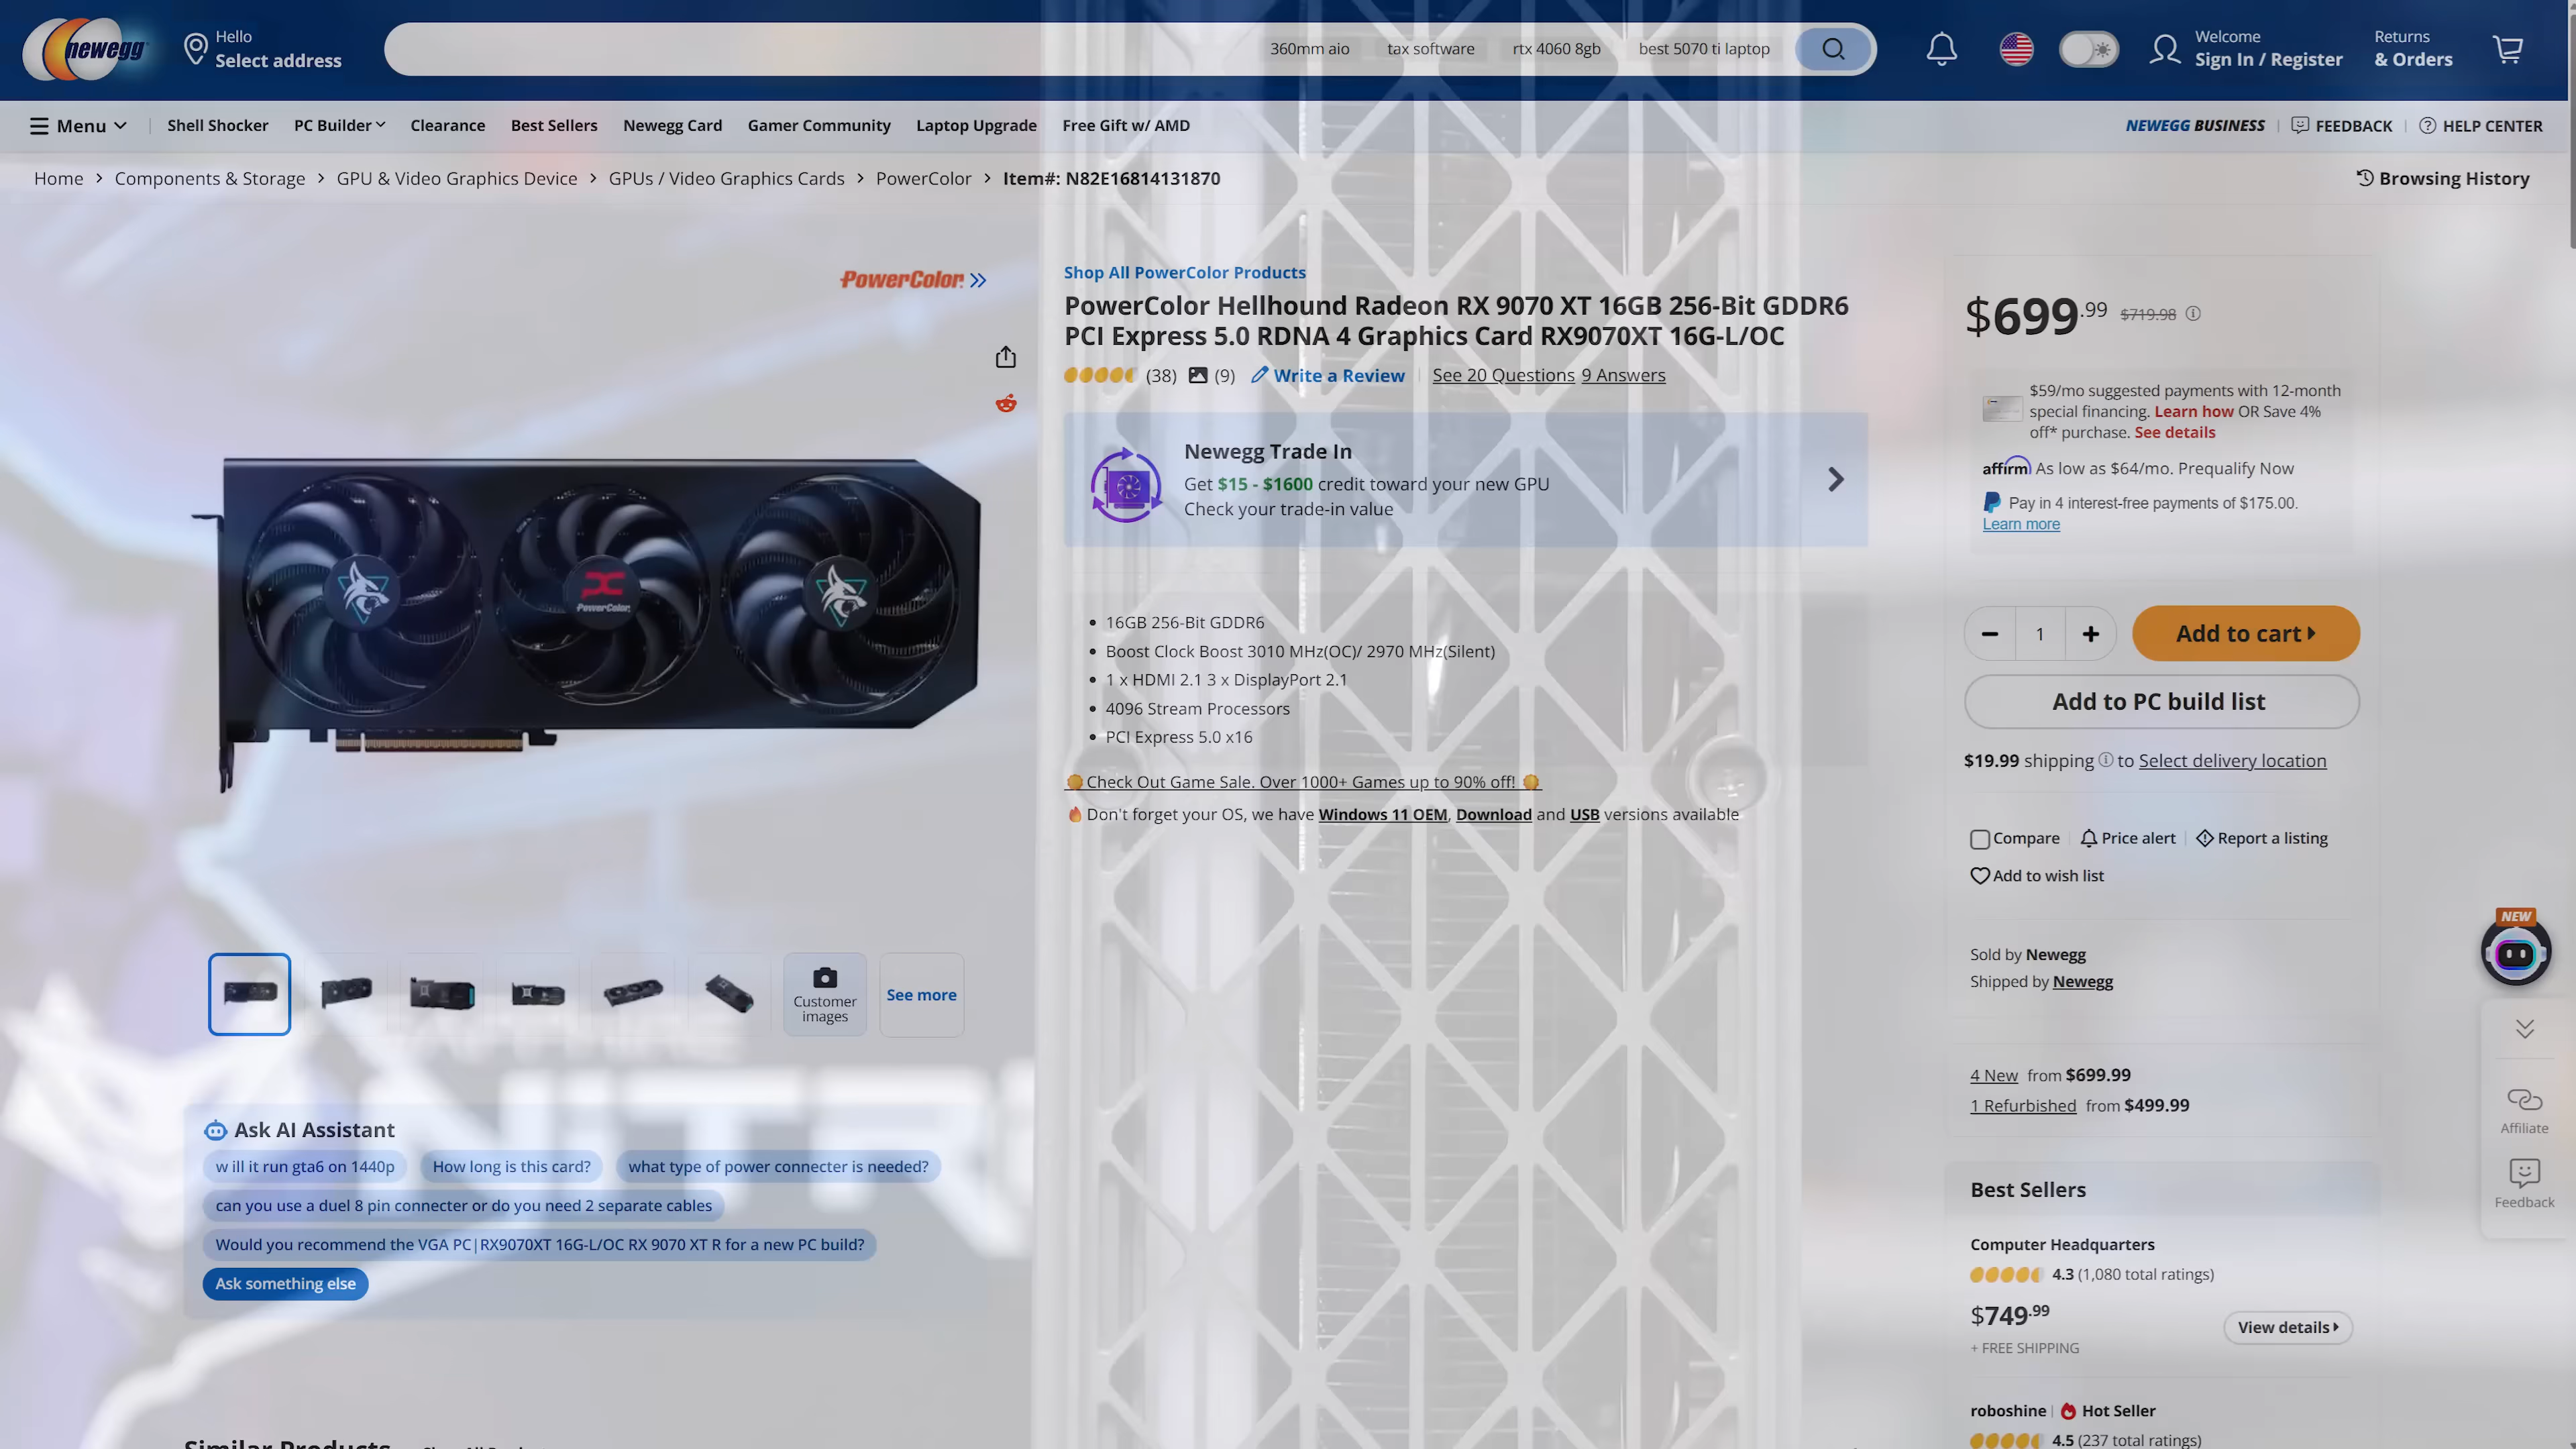 newegg
Hello
Select address
360mm aio
tax software
rtx 4060 8gb
best 5070 ti laptop
Welcome
Sign In / Register
Returns
& Orders
Menu
Shell Shocker
PC Builder
Clearance
Best Sellers
Newegg Card
Gamer Community
Laptop Upgrade
Free Gift w/ AMD
NEWEGG BUSINESS
FEEDBACK
HELP CENTER
Home > Components & Storage > GPU & Video Graphics Device > GPUs / Video Graphics Cards > PowerColor > Item#: N82E16814131870
Browsing History
PowerColor
PowerColor
Shop All PowerColor Products
PowerColor Hellhound Radeon RX 9070 XT 16GB 256-Bit GDDR6
PCI Express 5.0 RDNA 4 Graphics Card RX9070XT 16G-L/OC
(38) (9) Write a Review See 20 Questions 9 Answers
Newegg Trade In
Get $15 - $1600 credit toward your new GPU
Check your trade-in value
• 16GB 256-Bit GDDR6
• Boost Clock Boost 3010 MHz(OC)/ 2970 MHz(Silent)
• 1 x HDMI 2.1 3 x DisplayPort 2.1
• 4096 Stream Processors
• PCI Express 5.0 x16
Check Out Game Sale. Over 1000+ Games up to 90% off!
Don't forget your OS, we have Windows 11 OEM, Download and USB versions available
$699.99 $719.98
$59/mo suggested payments with 12-month
special financing. Learn how OR Save 4%
off* purchase. See details
affirm As low as $64/mo. Prequalify Now
Pay in 4 interest-free payments of $175.00.
Learn more
1
Add to cart
Add to PC build list
$19.99 shipping to Select delivery location
Compare
Price alert
Report a listing
Add to wish list
Sold by Newegg
Shipped by Newegg
4 New from $699.99
1 Refurbished from $499.99
Best Sellers
Computer Headquarters
4.3 (1,080 total ratings)
$749.99
View details
+ FREE SHIPPING
roboshine
Hot Seller
4.5 (237 total ratings)
NEW
Affiliate
Feedback
Customer
images
See more
NITR
Ask AI Assistant
w ill it run gta6 on 1440p
How long is this card?
what type of power connecter is needed?
can you use a duel 8 pin connecter or do you need 2 separate cables
Would you recommend the VGA PC|RX9070XT 16G-L/OC RX 9070 XT R for a new PC build?
Ask something else
Similar Products